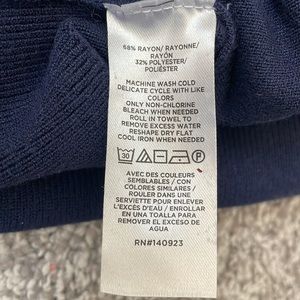 68% RAYON/ RAYONNE/
RAYÓN
32% POLYESTER/
POLIÉSTER
MACHINE WASH COLD
DELICATE CYCLE WITH LIKE
COLORS
ONLY NON-CHLORINE
BLEACH WHEN NEEDED
ROLL IN TOWEL TO
REMOVE EXCESS WATER
RESHAPE DRY FLAT
COOL IRON WHEN NEEDED
30
P
AVEC DES COULEURS
SEMBLABLES / CON
COLORES SIMILARES /
ROULER DANS UNE
SERVIETTE POUR ENLEVER
L'EXCÈS D'EAU / ENROLLAR
EN UNA TOALLA PARA
REMOVER EL EXCESO DE
AGUA
RN#140923